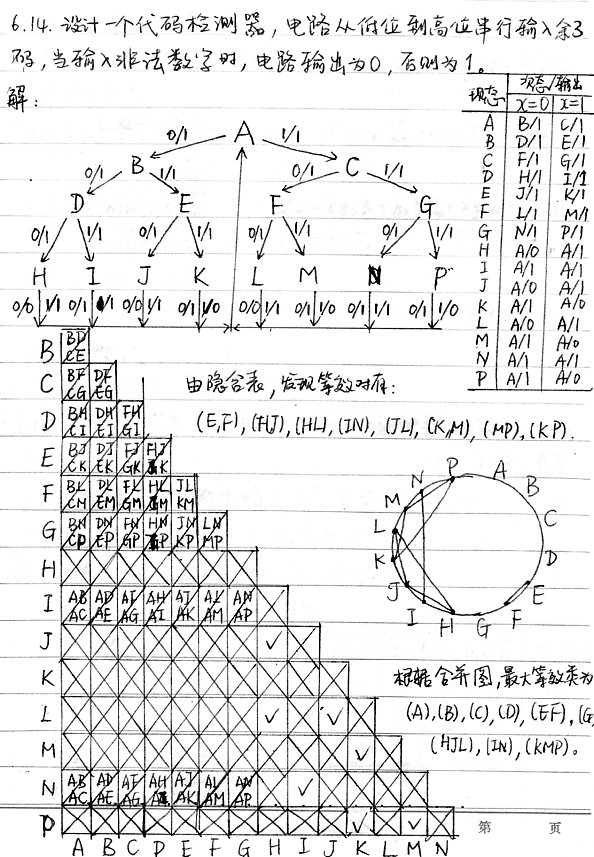 6.14. 设计一个代码检测器,电路从低位到高位串行输入余3
码,当输入非法数字时,电路输出为0,否则为1。
解:
现态 次态/输出
x=0 x=1
A B/1 C/1
B D/1 E/1
C F/1 G/1
D H/1 I/1
E J/1 K/1
F L/1 M/1
G N/1 P/1
H A/0 A/1
I A/1 A/1
J A/0 A/1
K A/1 A/0
L A/0 A/1
M A/1 A/0
N A/1 A/1
P A/1 A/0
A
0/1 1/1
B C
0/1 1/1 0/1 1/1
D E F G
0/1 1/1 0/1 1/1 0/1 1/1 0/1 1/1
H I J K L M N P
0/0 1/1 0/1 1/1 0/0 1/1 0/1 1/0 0/0 1/1 0/1 1/0 0/1 1/1 0/1 1/0
由隐含表,发现等效对有:
(E,F), (HJ), (HL), (IN), (JL), (K,M), (MP), (KP).
B BD CE
C BF CG DF EG
D BH CI DH EI FH GI
E BJ CK DJ EK FJ GK HJ IK
F BL CM DL EM FL GM HL IM JL KM
G BN CP DN EP FN GP HN IP JN KP LN MP
H
I AB AC AD AE AF AG AH AI AJ AK AL AM AN AP
J ✓
K
L ✓ ✓
M ✓
N AB AC AD AE AF AG AH AI AJ AK AL AM AN AP ✓
P ✓ ✓
A B C D E F G H I J K L M N
P A B C D E F G H I J K L M N
根据合并图,最大等效类为
(A), (B), (C), (D), (EF), (G
(HJL), (IN), (KMP)。
第 页